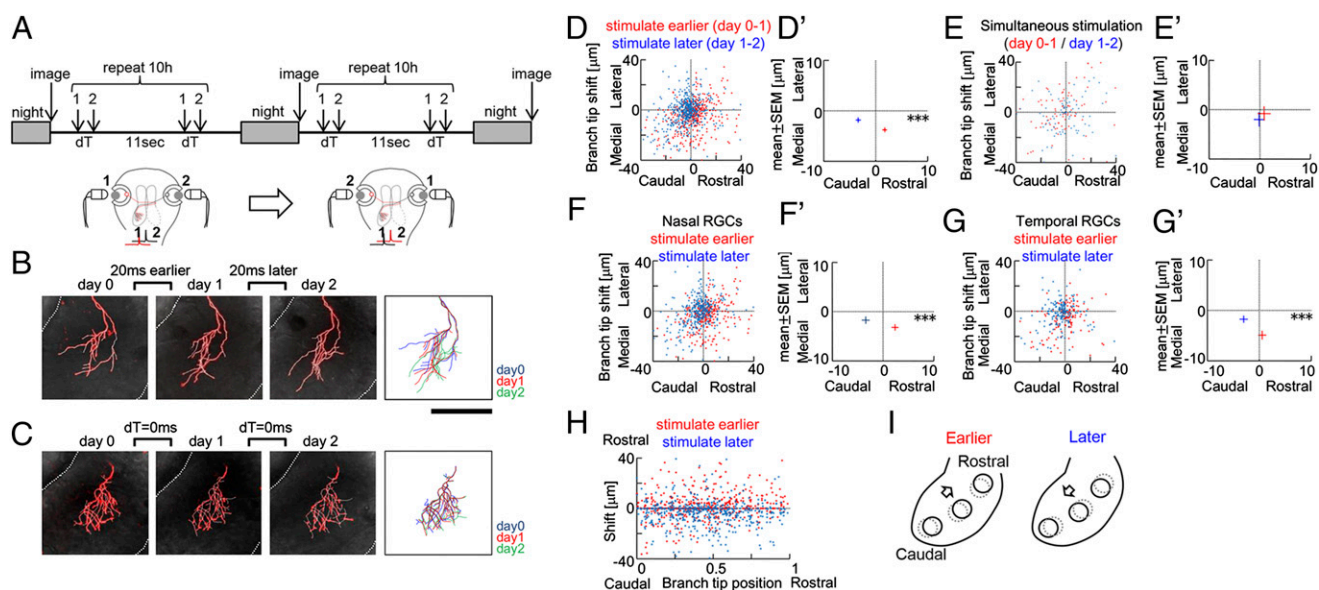 A
image
image
image
repeat 10h
repeat 10h
night
1 2
1 2
night
1 2
1 2
night
dT
11sec
dT
dT
11sec
dT
1
2
2
1
1 2
1 2
B
20ms earlier
20ms later
day 0
day 1
day 2
day0
day1
day2
C
dT=0ms
dT=0ms
day 0
day 1
day 2
day0
day1
day2
D
stimulate earlier (day 0-1)
stimulate later (day 1-2)
Branch tip shift [µm]
Medial Lateral
40
0
-40
-40 0 40
Caudal Rostral
D'
mean±SEM [µm]
Medial Lateral
10
0
-10
***
-10 0 10
Caudal Rostral
E
Simultaneous stimulation
(day 0-1 / day 1-2)
Branch tip shift [µm]
Medial Lateral
40
0
-40
-40 0 40
Caudal Rostral
E'
mean±SEM [µm]
Medial Lateral
10
0
-10
-10 0 10
Caudal Rostral
F
Nasal RGCs
stimulate earlier
stimulate later
Branch tip shift [µm]
Medial Lateral
40
0
-40
-40 0 40
Caudal Rostral
F'
mean±SEM [µm]
Medial Lateral
10
0
-10
***
-10 0 10
Caudal Rostral
G
Temporal RGCs
stimulate earlier
stimulate later
Branch tip shift [µm]
Medial Lateral
40
0
-40
-40 0 40
Caudal Rostral
G'
mean±SEM [µm]
Medial Lateral
10
0
-10
***
-10 0 10
Caudal Rostral
H
stimulate earlier
stimulate later
Rostral
Shift [µm]
40
0
-40
0 0.5 1
Caudal Branch tip position Rostral
I
Earlier
Later
Rostral
Caudal